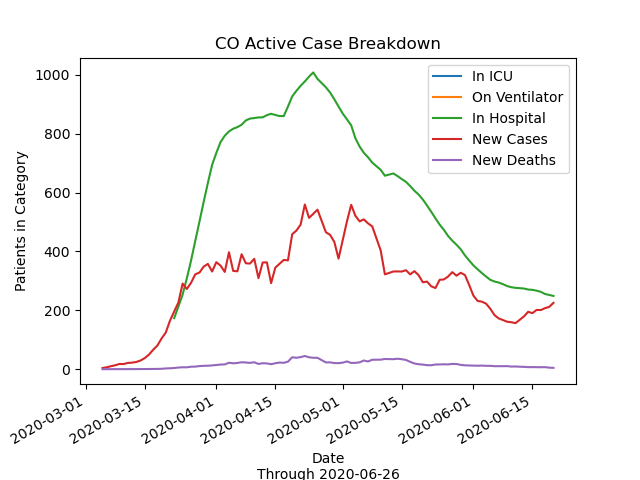 CO Active Case Breakdown
In ICU
On Ventilator
In Hospital
New Cases
New Deaths
Patients in Category
1000
800
600
400
200
0
2020-03-01
2020-03-15
2020-04-01
2020-04-15
2020-05-01
2020-05-15
2020-06-01
2020-06-15
Date
Through 2020-06-26